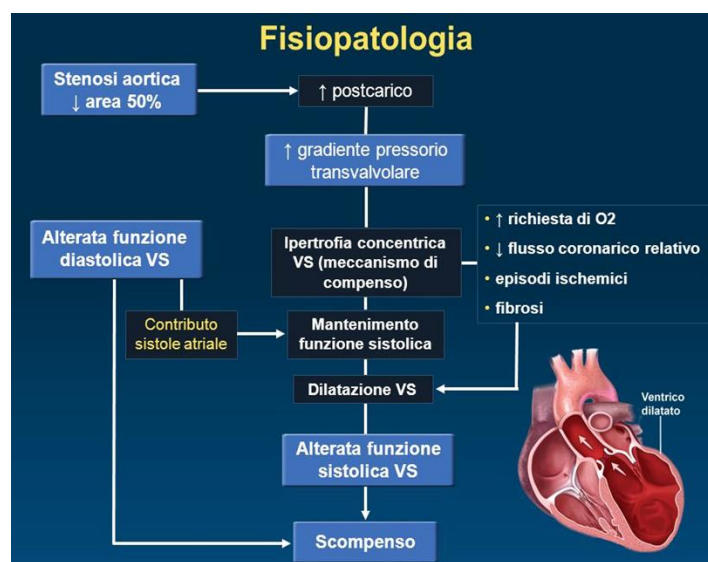 Fisiopatologia
Stenosi aortica
↓ area 50%
↑ postcarico
↑ gradiente pressorio
transvalvolare
Alterata funzione
diastolica VS
Ipertrofia concentrica
VS (meccanismo di
compenso)
• ↑ richiesta di O2
• ↓ flusso coronarico relativo
• episodi ischemici
• fibrosi
Contributo
sistole atriale
Mantenimento
funzione sistolica
Dilatazione VS
Ventrico
dilatato
Alterata funzione
sistolica VS
Scompenso